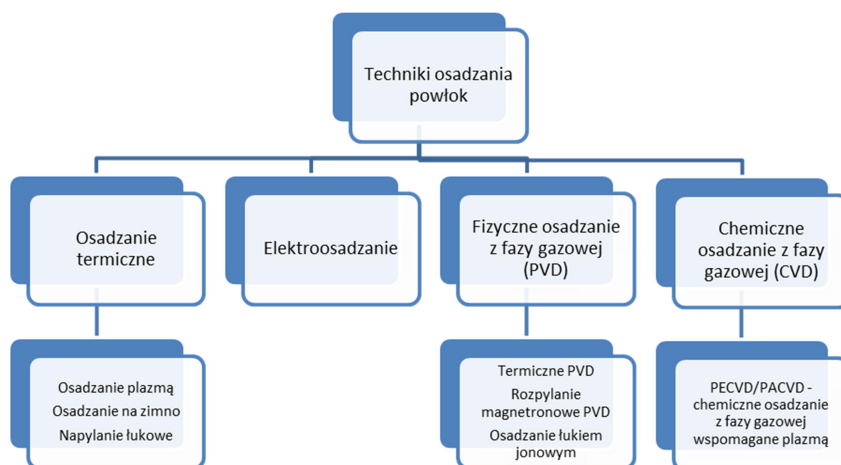 Techniki osadzania
powłok
Osadzanie
termiczne
Elektroosadzanie
Fizyczne osadzanie
z fazy gazowej
(PVD)
Chemiczne
osadzanie z fazy
gazowej (CVD)
Osadzanie plazmą
Osadzanie na zimno
Napylanie łukowe
Termiczne PVD
Rozpylanie
magnetronowe PVD
Osadzanie łukiem
jonowym
PECVD/PACVD -
chemiczne osadzanie
z fazy gazowej
wspomagane plazmą